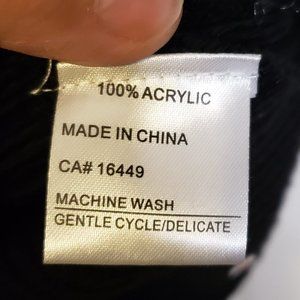 100% ACRYLIC
MADE IN CHINA
CA# 16449
MACHINE WASH
GENTLE CYCLE/DELICATE